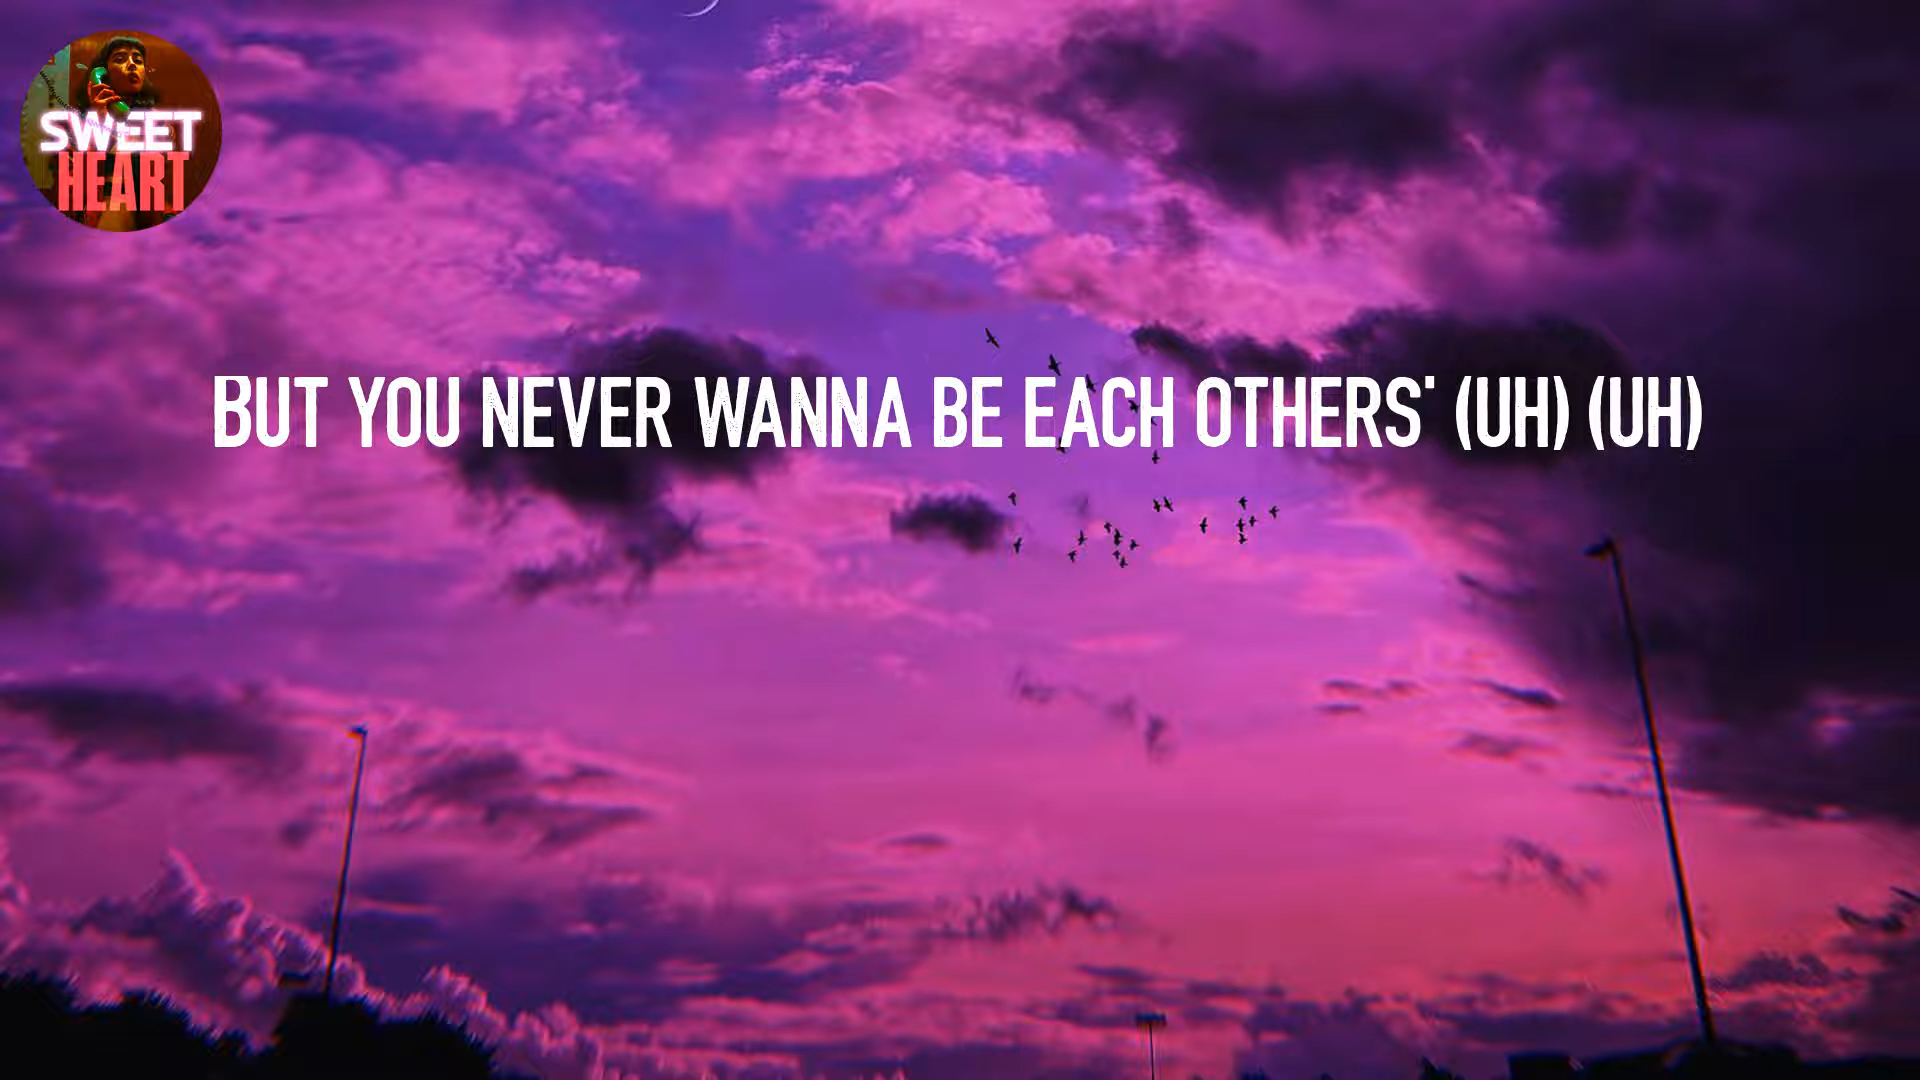 SWEET
HEART
BUT YOU NEVER WANNA BE EACH OTHERS' (UH) (UH)